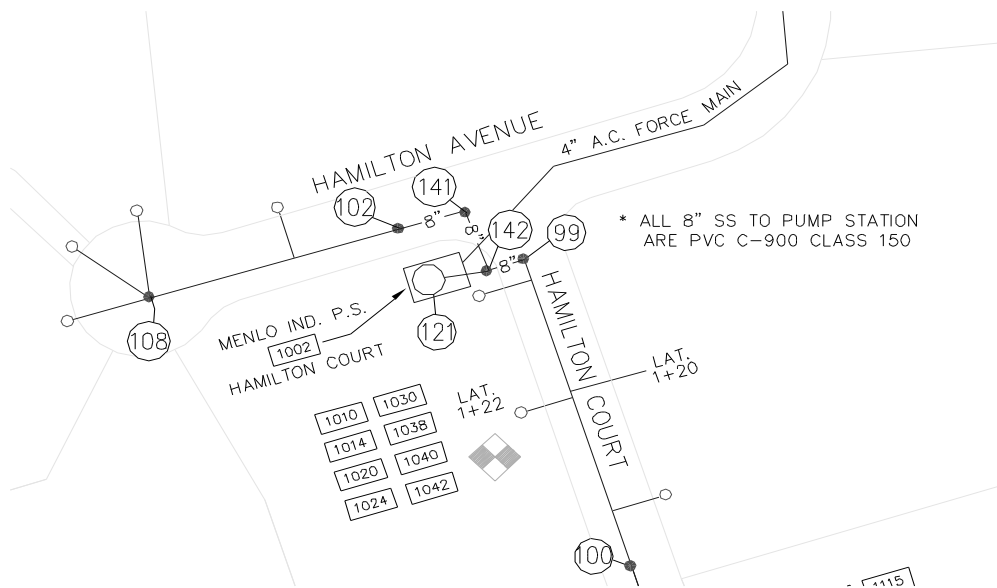 HAMILTON AVENUE
4" A.C. FORCE MAIN
141
102
8"
8"
142
99
8"
* ALL 8" SS TO PUMP STATION
ARE PVC C-900 CLASS 150
108
121
MENLO IND. P.S.
1002
HAMILTON COURT
HAMILTON COURT
LAT.
1+20
LAT.
1+22
1010
1030
1014
1038
1020
1040
1024
1042
100
1115